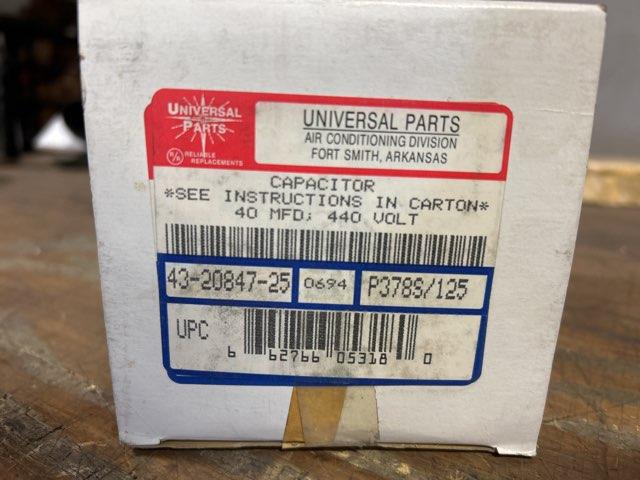 UNIVERSAL
PARTS
R/R RELIABLE
REPLACEMENTS
UNIVERSAL PARTS
AIR CONDITIONING DIVISION
FORT SMITH, ARKANSAS
CAPACITOR
*SEE INSTRUCTIONS IN CARTON*
40 MFD; 440 VOLT
43-20847-25 0694 P378S/125
UPC
6 62766 05318 0